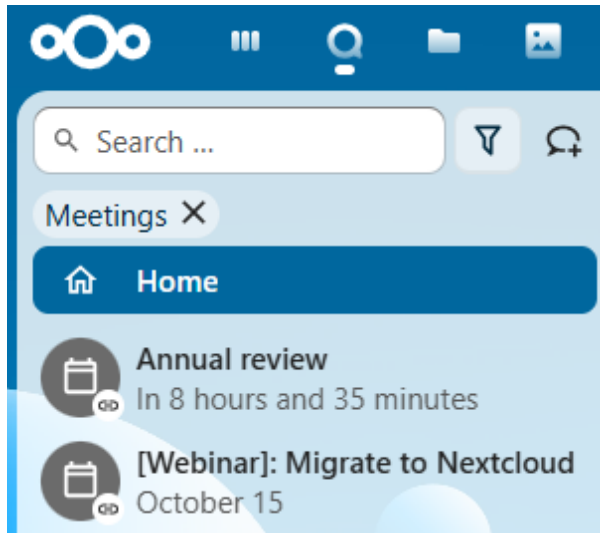 Search ...
Meetings
Home
Annual review
In 8 hours and 35 minutes
[Webinar]: Migrate to Nextcloud
October 15